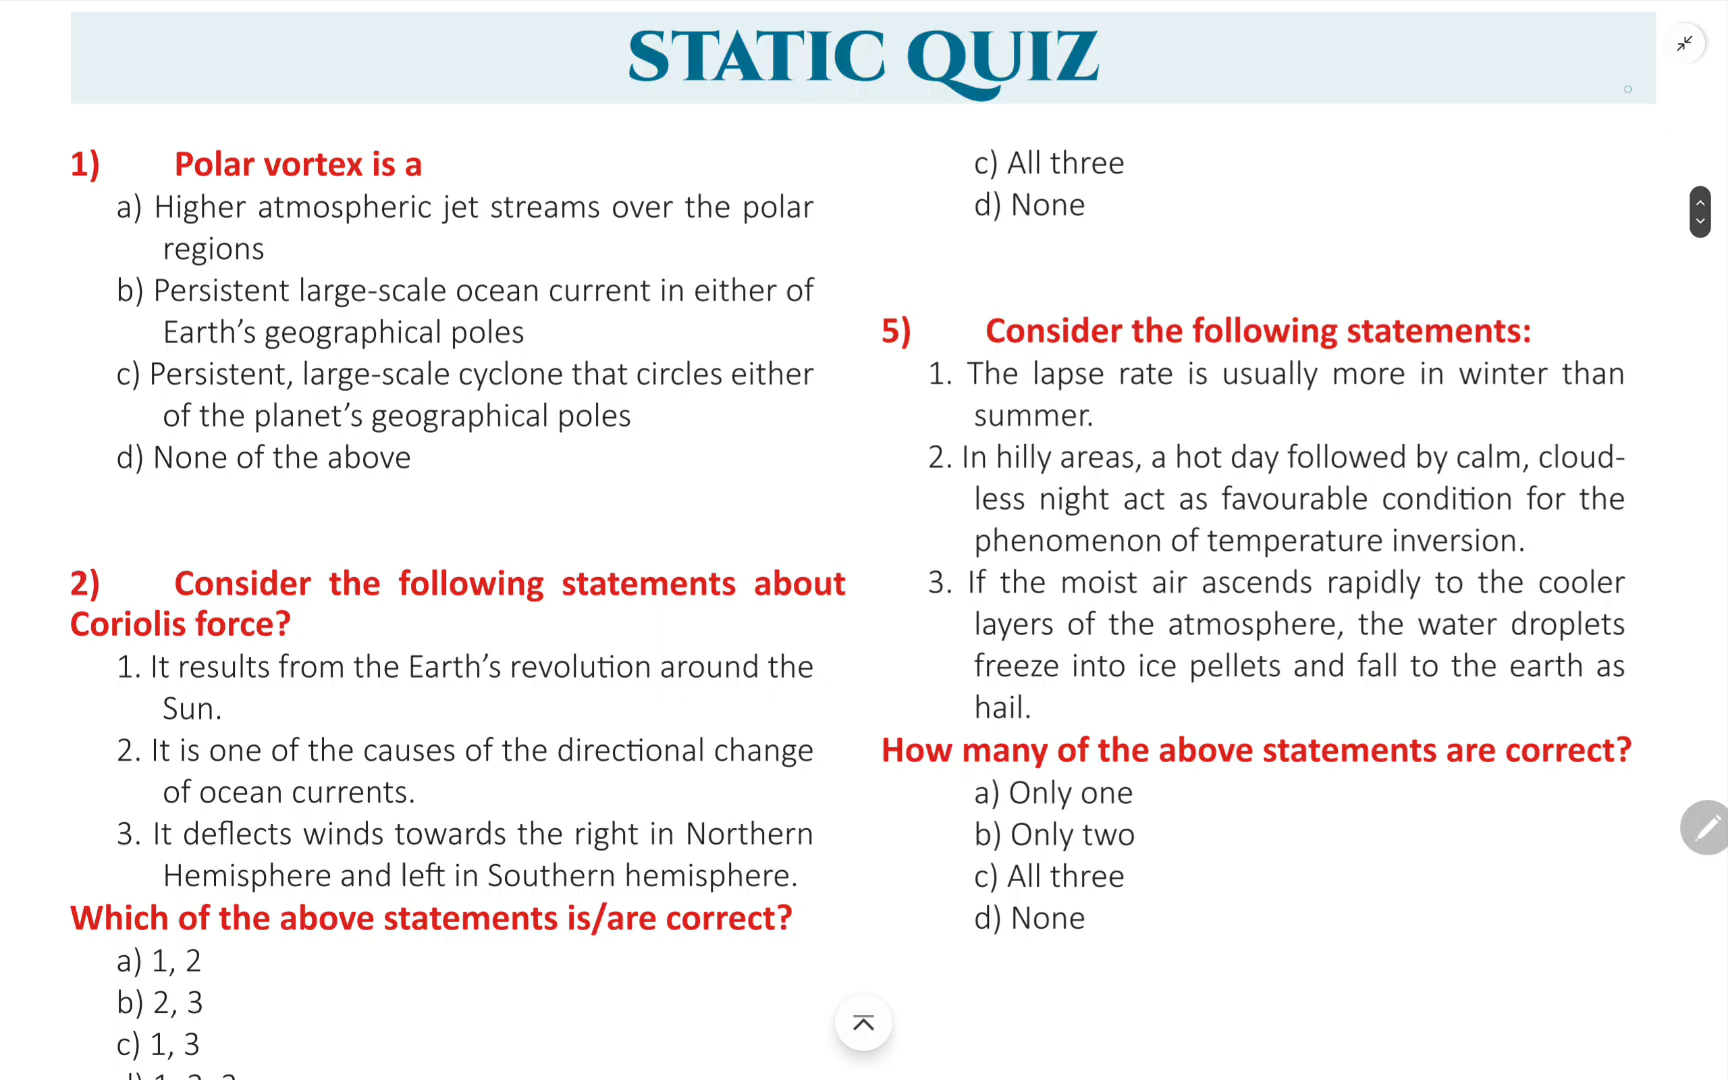 STATIC QUIZ
1) Polar vortex is a
a) Higher atmospheric jet streams over the polar
regions
b) Persistent large-scale ocean current in either of
Earth’s geographical poles
c) Persistent, large-scale cyclone that circles either
of the planet’s geographical poles
d) None of the above
2) Consider the following statements about
Coriolis force?
1. It results from the Earth’s revolution around the
Sun.
2. It is one of the causes of the directional change
of ocean currents.
3. It deflects winds towards the right in Northern
Hemisphere and left in Southern hemisphere.
Which of the above statements is/are correct?
a) 1, 2
b) 2, 3
c) 1, 3
c) All three
d) None
5) Consider the following statements:
1. The lapse rate is usually more in winter than
summer.
2. In hilly areas, a hot day followed by calm, cloud-
less night act as favourable condition for the
phenomenon of temperature inversion.
3. If the moist air ascends rapidly to the cooler
layers of the atmosphere, the water droplets
freeze into ice pellets and fall to the earth as
hail.
How many of the above statements are correct?
a) Only one
b) Only two
c) All three
d) None